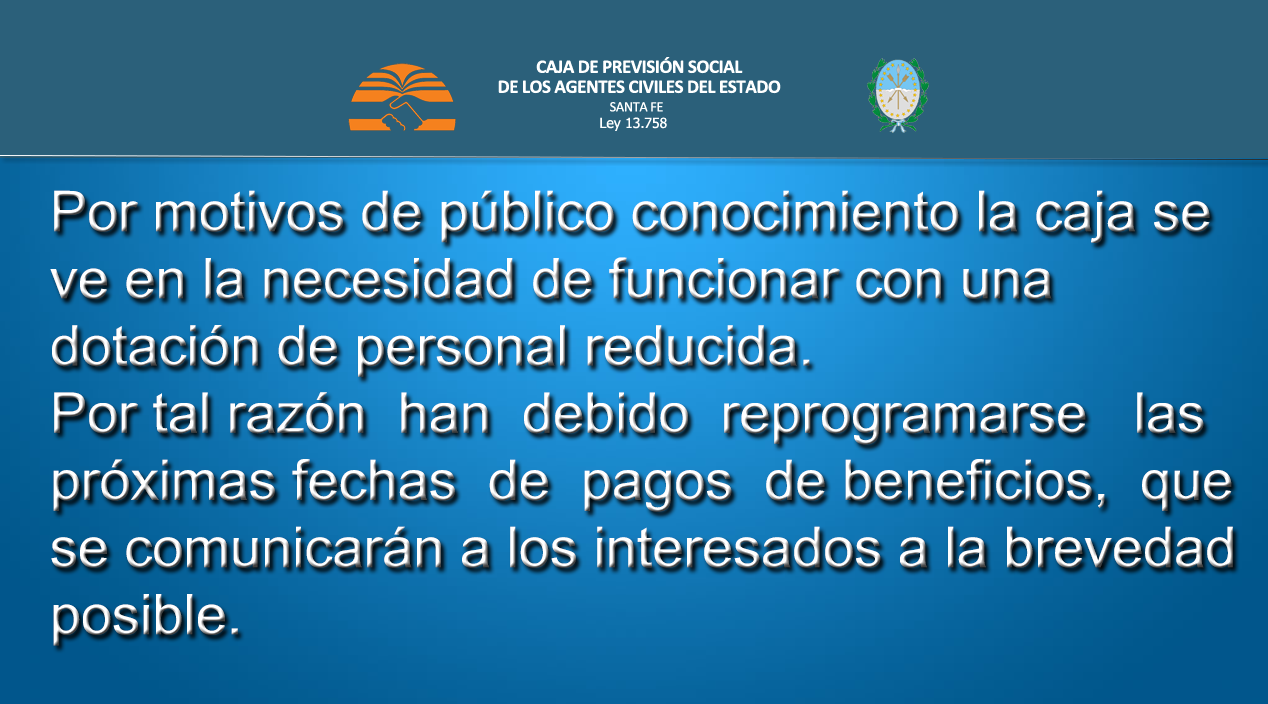 CAJA DE PREVISIÓN SOCIAL
DE LOS AGENTES CIVILES DEL ESTADO
SANTA FE
Ley 13.758
Por motivos de público conocimiento la caja se
ve en la necesidad de funcionar con una
dotación de personal reducida.
Por tal razón han debido reprogramarse las
próximas fechas de pagos de beneficios, que
se comunicarán a los interesados a la brevedad
posible.